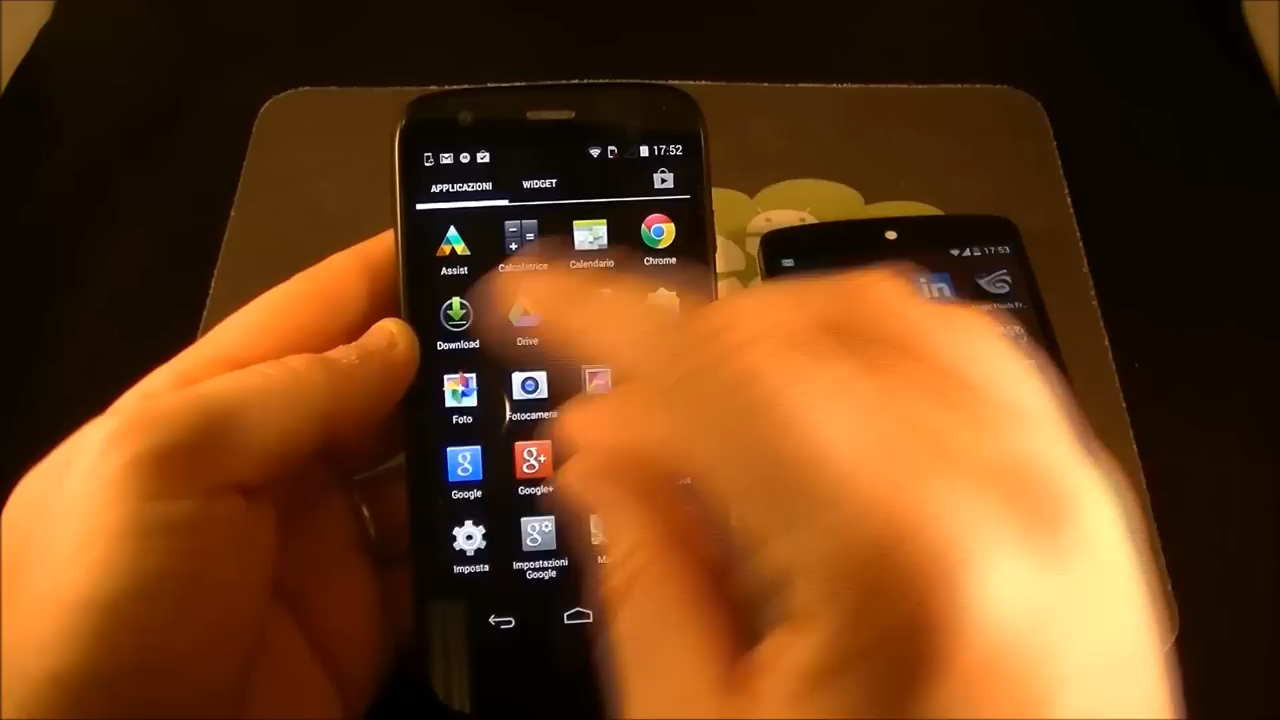 17:52
APPLICAZIONI WIDGET
Assist Calcolatrice Calendario Chrome
17:53
in
Download Drive
Foto Fotocamera
g g+
Google Google+
g
Imposta Impostazioni
Google